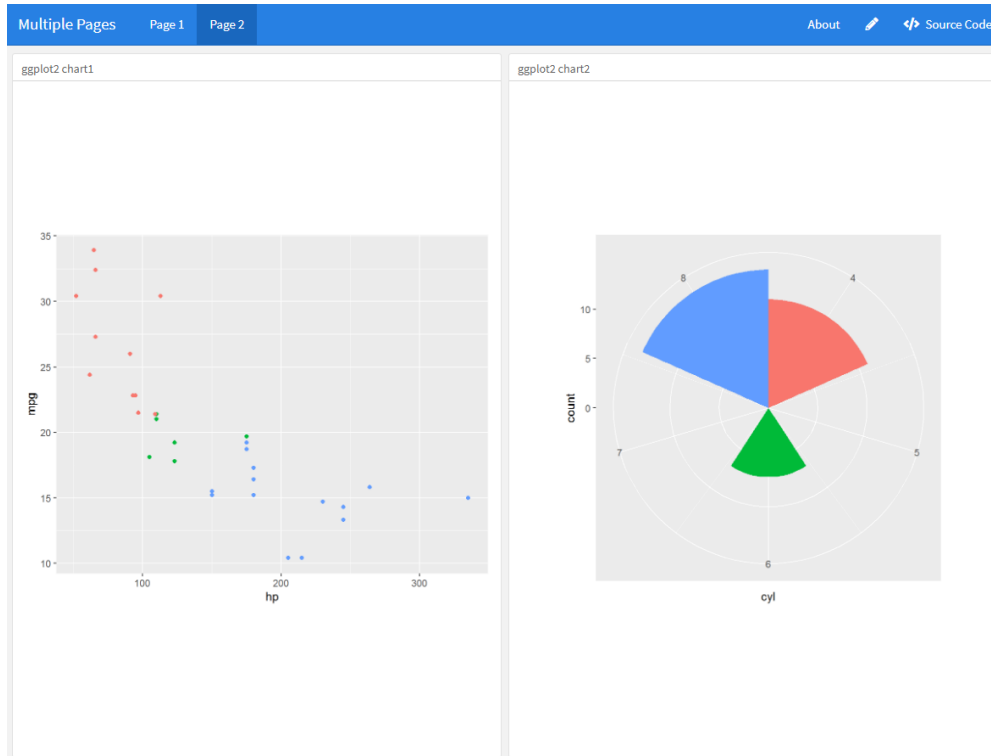 Multiple Pages Page 1 Page 2 About Source Code
ggplot2 chart1
35
30
25
20
15
10
mpg
100 200 300
hp
ggplot2 chart2
8 4
10
5
0
count
7 5
6
cyl